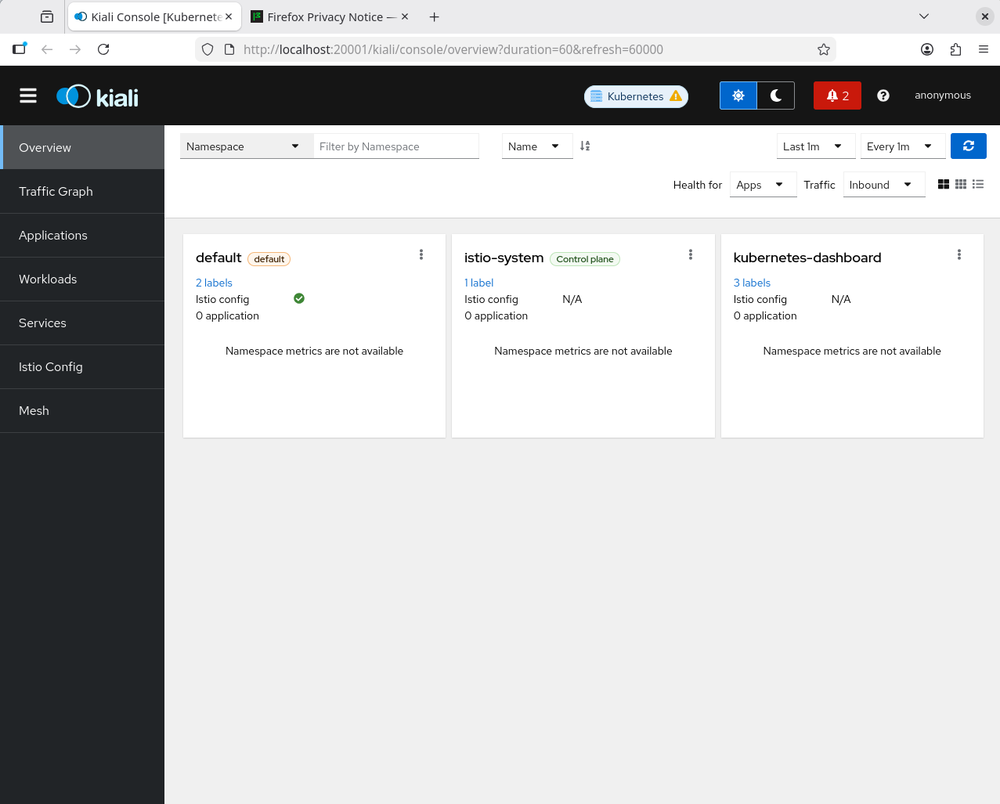 Kiali Console [Kubernete
Firefox Privacy Notice —
http://localhost:20001/kiali/console/overview?duration=60&refresh=60000
kiali
Kubernetes
2
anonymous
Overview
Traffic Graph
Applications
Workloads
Services
Istio Config
Mesh
Namespace
Filter by Namespace
Name
Last 1m
Every 1m
Health for
Apps
Traffic
Inbound
default default
2 labels
Istio config
0 application
Namespace metrics are not available
istio-system Control plane
1 label
Istio config N/A
0 application
Namespace metrics are not available
kubernetes-dashboard
3 labels
Istio config N/A
0 application
Namespace metrics are not available